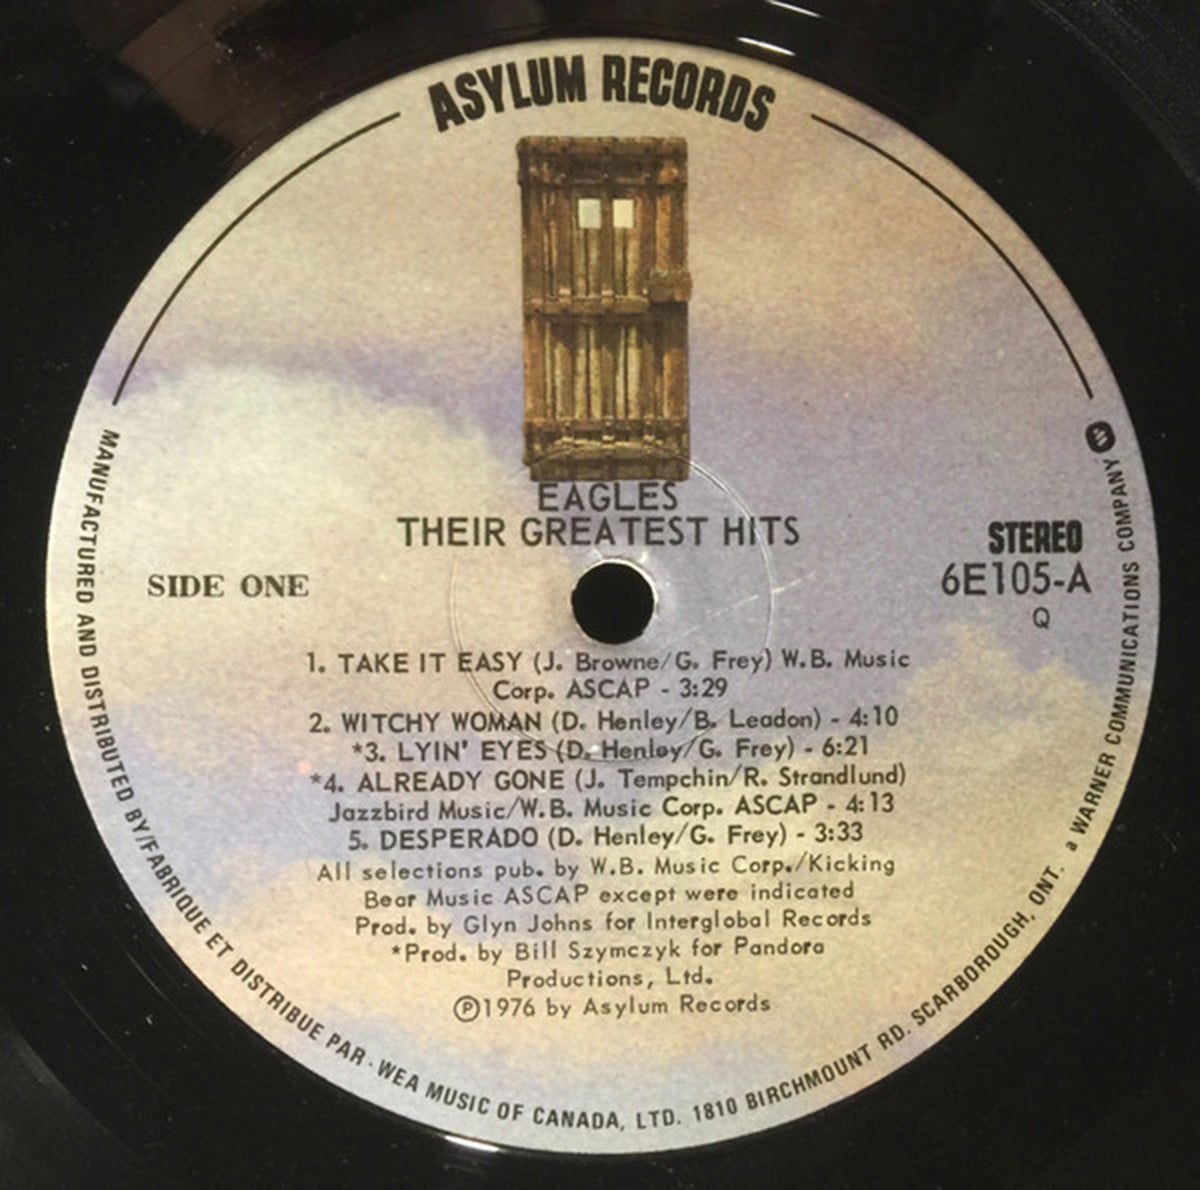 ASYLUM RECORDS
EAGLES
THEIR GREATEST HITS
STEREO
SIDE ONE
6E105-A
Q
1. TAKE IT EASY (J. Browne/G. Frey) W.B. Music
Corp. ASCAP - 3:29
2. WITCHY WOMAN (D. Henley/B. Leadon) - 4:10
*3. LYIN' EYES (D. Henley/G. Frey) - 6:21
*4. ALREADY GONE (J. Tempchin/R. Strandlund)
Jazzbird Music/W.B. Music Corp. ASCAP - 4:13
5. DESPERADO (D. Henley/G. Frey) - 3:33
All selections pub. by W.B. Music Corp./Kicking
Bear Music ASCAP except were indicated
Prod. by Glyn Johns for Interglobal Records
*Prod. by Bill Szymczyk for Pandora
Productions, Ltd.
Ⓟ1976 by Asylum Records
MANUFACTURED AND DISTRIBUTED BY/FABRIQUE ET DISTRIBUE PAR · WEA MUSIC OF CANADA, LTD. 1810 BIRCHMOUNT RD. SCARBOROUGH, ONT. a WARNER COMMUNICATIONS COMPANY